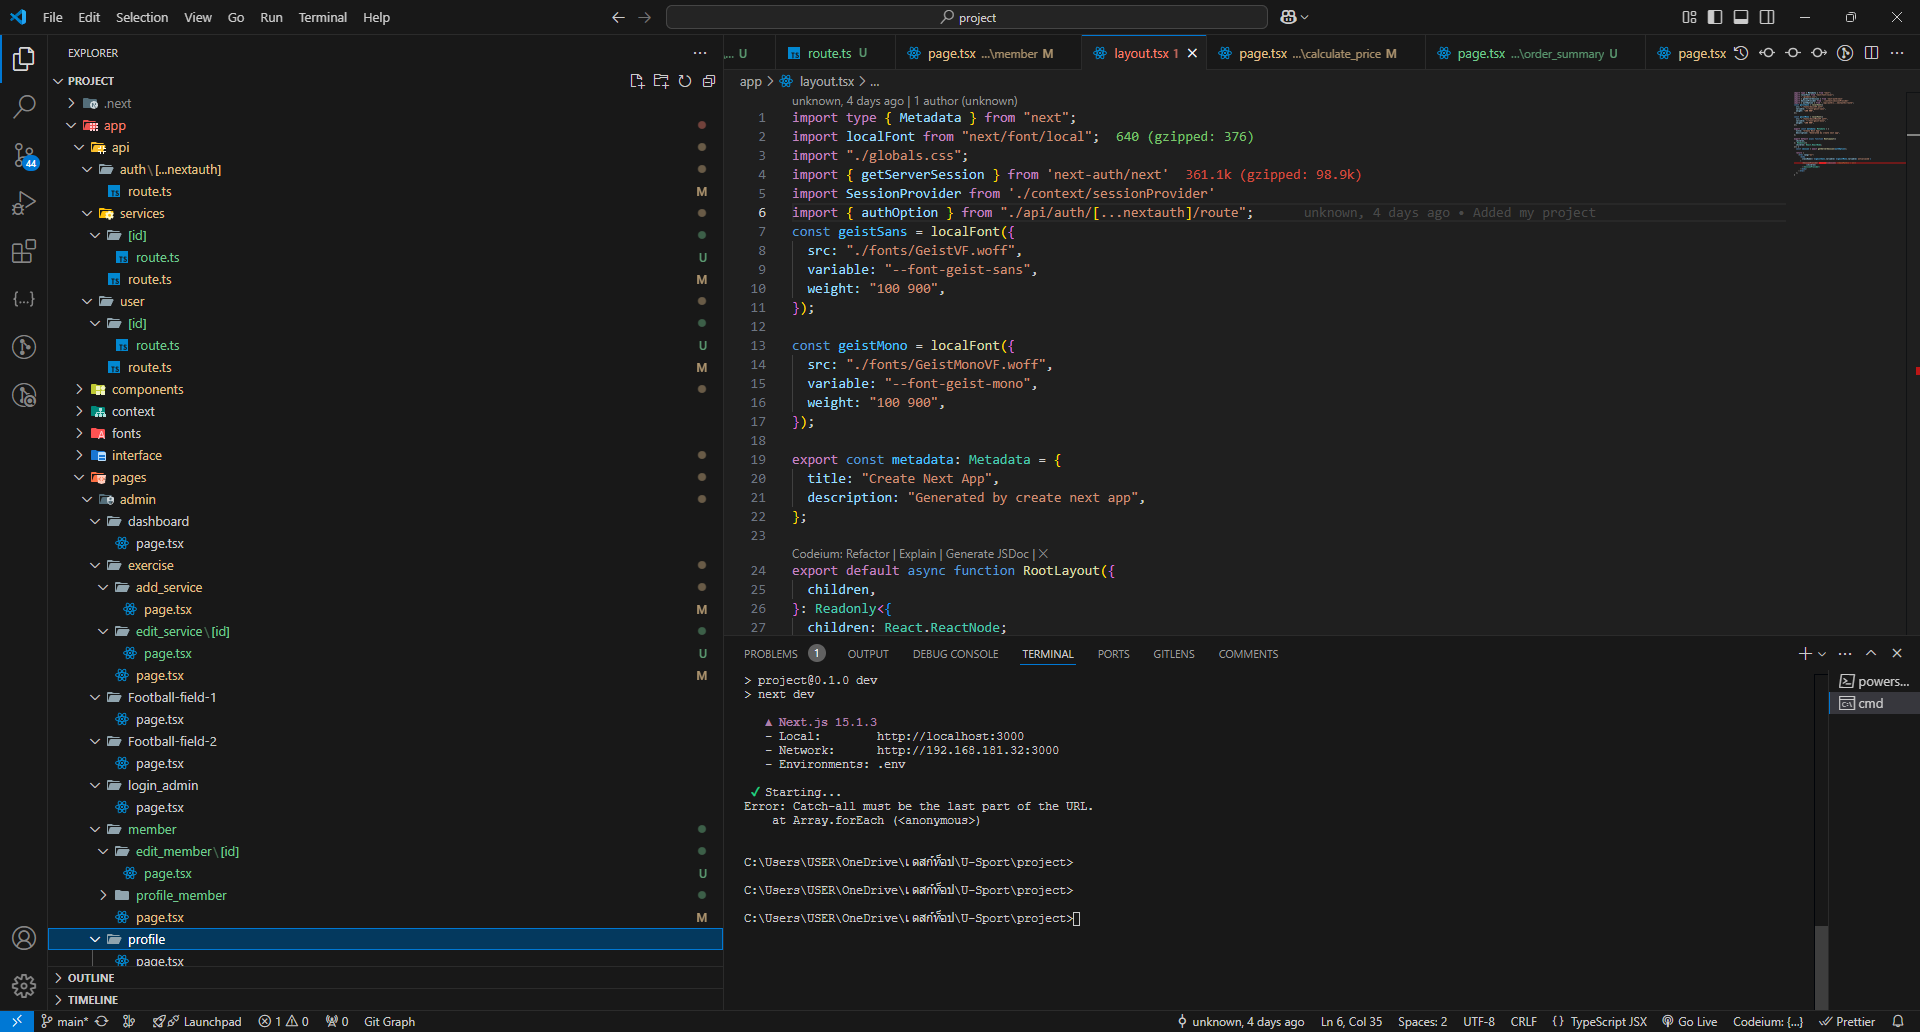 File Edit Selection View Go Run Terminal Help
project
EXPLORER
PROJECT
.next
app
api
auth\[...nextauth]
route.ts M
services
[id]
route.ts U
route.ts M
user
[id]
route.ts U
route.ts M
components
context
fonts
interface
pages
admin
dashboard
page.tsx
exercise
add_service
page.tsx M
edit_service\[id]
page.tsx U
page.tsx M
Football-field-1
page.tsx
Football-field-2
page.tsx
login_admin
page.tsx
member
edit_member\[id]
page.tsx U
profile_member
page.tsx M
profile
page.tsx
OUTLINE
TIMELINE
44
... U route.ts U page.tsx ...\member M layout.tsx 1 page.tsx ...\calculate_price M page.tsx ...\order_summary U page.tsx
app > layout.tsx > ...
unknown, 4 days ago | 1 author (unknown)
1 import type { Metadata } from "next";
2 import localFont from "next/font/local"; 640 (gzipped: 376)
3 import "./globals.css";
4 import { getServerSession } from 'next-auth/next' 361.1k (gzipped: 98.9k)
5 import SessionProvider from './context/sessionProvider'
6 import { authOption } from "./api/auth/[...nextauth]/route"; unknown, 4 days ago • Added my project
7 const geistSans = localFont({
8 src: "./fonts/GeistVF.woff",
9 variable: "--font-geist-sans",
10 weight: "100 900",
11 });
12
13 const geistMono = localFont({
14 src: "./fonts/GeistMonoVF.woff",
15 variable: "--font-geist-mono",
16 weight: "100 900",
17 });
18
19 export const metadata: Metadata = {
20 title: "Create Next App",
21 description: "Generated by create next app",
22 };
23
Codeium: Refactor | Explain | Generate JSDoc | X
24 export default async function RootLayout({
25 children,
26 }: Readonly<{
27 children: React.ReactNode;
PROBLEMS 1 OUTPUT DEBUG CONSOLE TERMINAL PORTS GITLENS COMMENTS
powers...
cmd
> project@0.1.0 dev
> next dev
▲ Next.js 15.1.3
- Local: http://localhost:3000
- Network: http://192.168.181.32:3000
- Environments: .env
✓ Starting...
Error: Catch-all must be the last part of the URL.
at Array.forEach (<anonymous>)
C:\Users\USER\OneDrive\เดสก์ท็อป\U-Sport\project>
C:\Users\USER\OneDrive\เดสก์ท็อป\U-Sport\project>
C:\Users\USER\OneDrive\เดสก์ท็อป\U-Sport\project>
main* Launchpad 1 0 0 Git Graph unknown, 4 days ago Ln 6, Col 35 Spaces: 2 UTF-8 CRLF {} TypeScript JSX Go Live Codeium: {...} Prettier